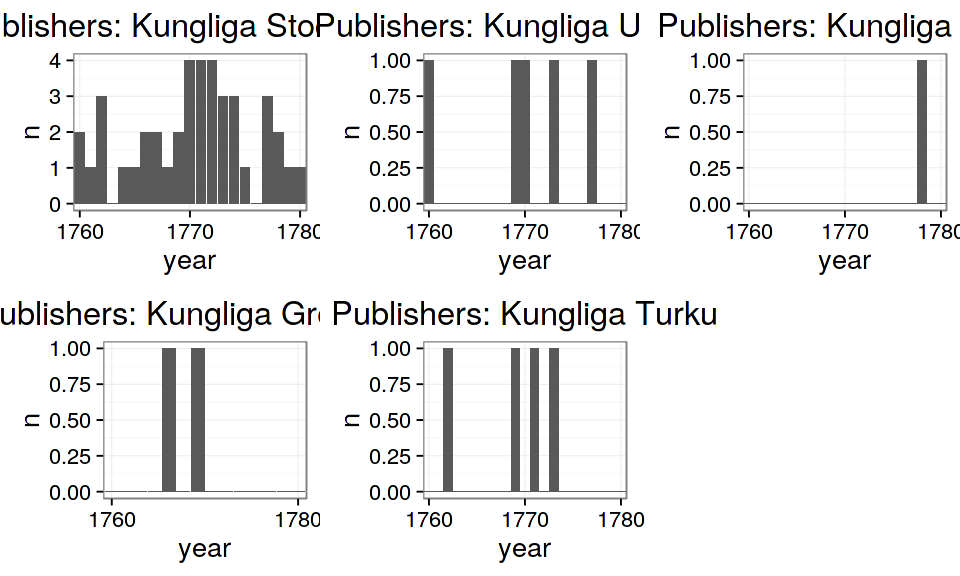 blishers: Kungliga Sto
4
3
2
1
0
n
1760 1770 1780
year
Publishers: Kungliga U
1.00
0.75
0.50
0.25
0.00
n
1760 1770 1780
year
Publishers: Kungliga
1.00
0.75
0.50
0.25
0.00
n
1760 1770 1780
year
ublishers: Kungliga Gr
1.00
0.75
0.50
0.25
0.00
n
1760 1780
year
Publishers: Kungliga Turku
1.00
0.75
0.50
0.25
0.00
n
1760 1770 1780
year